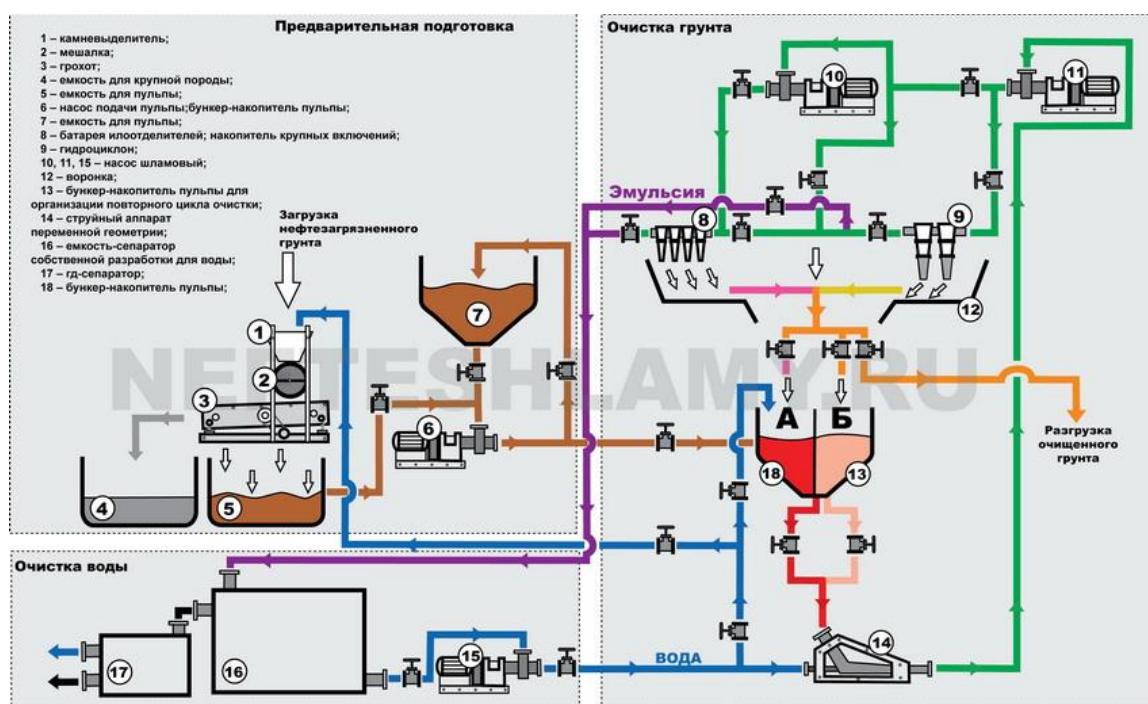 Предварительная подготовка
1 – камневыделитель;
2 – мешалка;
3 – грохот;
4 – емкость для крупной породы;
5 – емкость для пульпы;
6 – насос подачи пульпы;бункер-накопитель пульпы;
7 – емкость для пульпы;
8 – батарея илоотделителей; накопитель крупных включений;
9 – гидроциклон;
10, 11, 15 – насос шламовый;
12 – воронка;
13 – бункер-накопитель пульпы для
организации повторного цикла очистки;
14 – струйный аппарат
переменной геометрии;
16 – емкость-сепаратор
собственной разработки для воды;
17 – гд-сепаратор;
18 – бункер-накопитель пульпы;
Загрузка
нефтезагрязненного
грунта
1
2
3
4
5
6
7
Очистка грунта
10
11
Эмульсия
8
9
12
А Б
18
13
Разгрузка
очищенного
грунта
14
ВОДА
Очистка воды
15
16
17
NEFTESHLAMY.RU